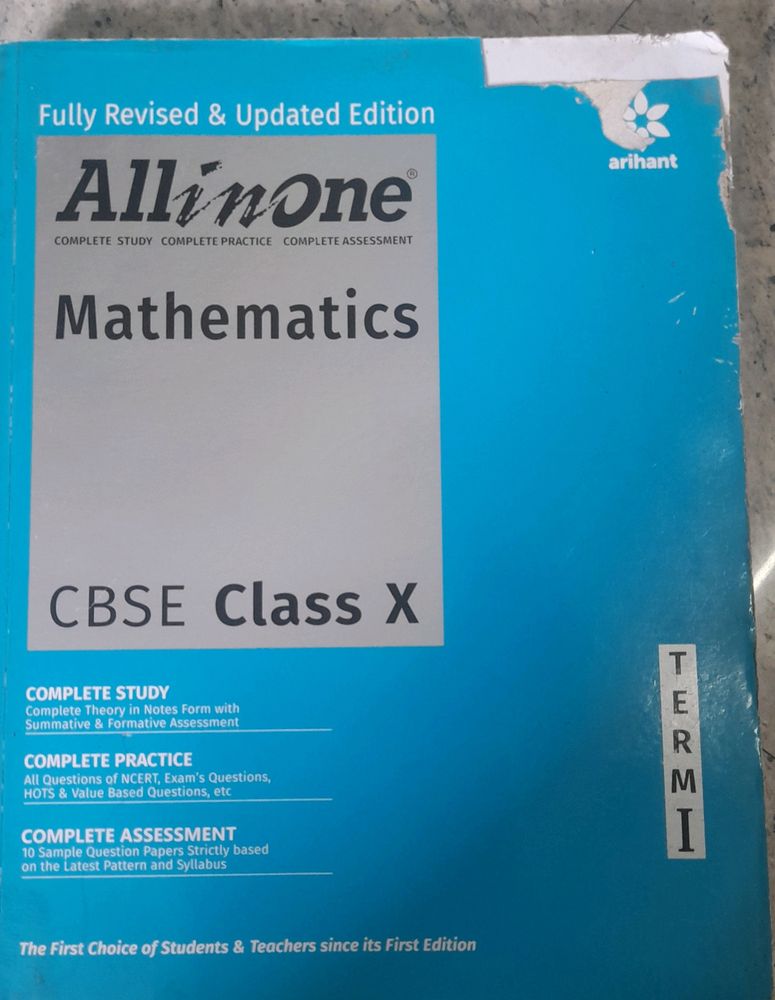 Fully Revised & Updated Edition
arihant
All in One®
COMPLETE STUDY COMPLETE PRACTICE COMPLETE ASSESSMENT
Mathematics
CBSE Class X
COMPLETE STUDY
Complete Theory in Notes Form with
Summative & Formative Assessment
COMPLETE PRACTICE
All Questions of NCERT, Exam's Questions,
HOTS & Value Based Questions, etc
COMPLETE ASSESSMENT
10 Sample Question Papers Strictly based
on the Latest Pattern and Syllabus
TERM I
The First Choice of Students & Teachers since its First Edition